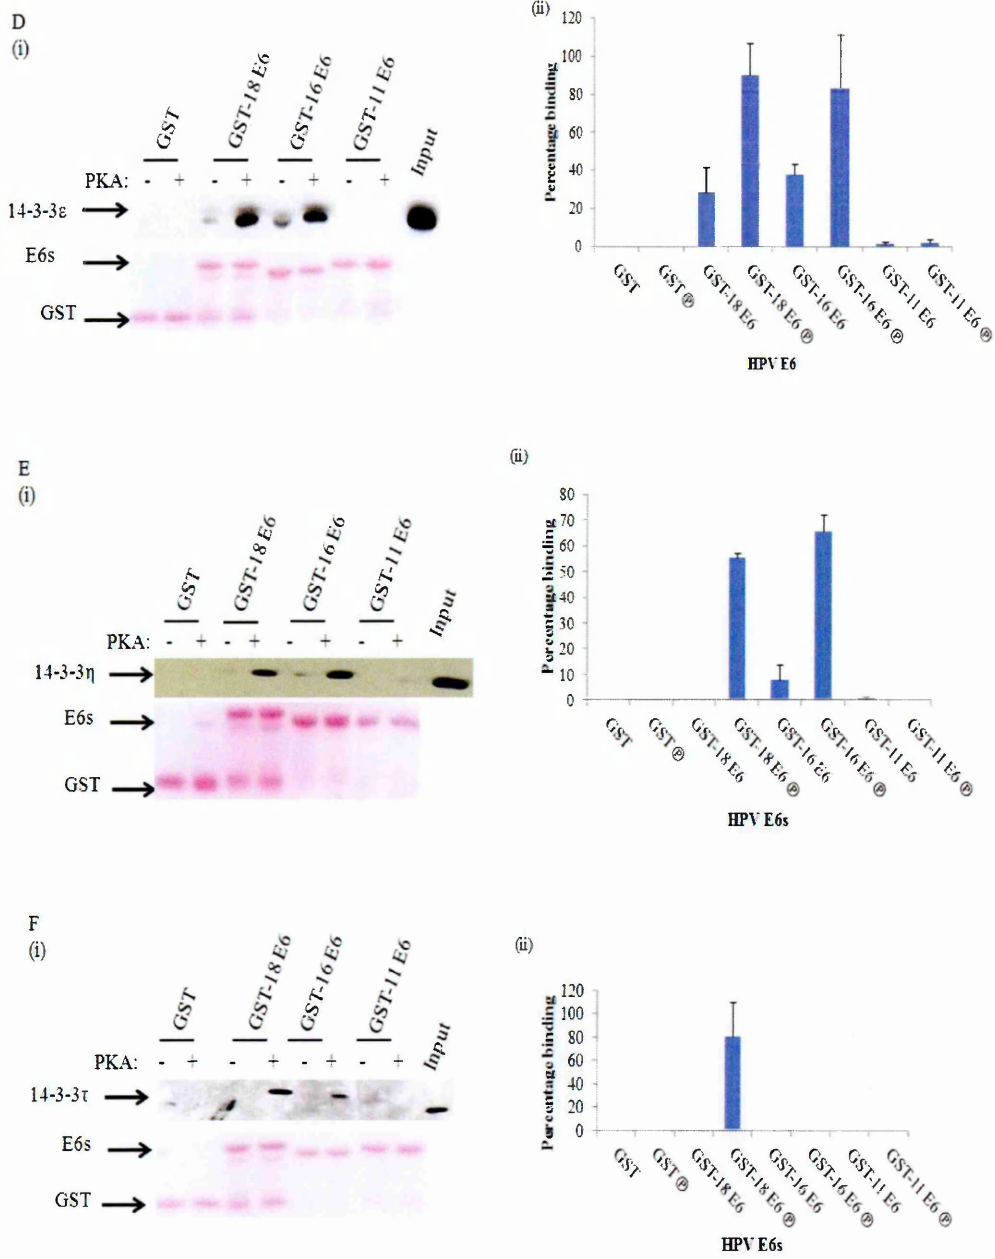 D
(i)
GST
GST-18 E6
GST-16 E6
GST-11 E6
Input
PKA: - + - + - + - +
14-3-3ε
E6s
GST
(ii)
Percentage binding
120
100
80
60
40
20
0
GST
GST Ⓟ
GST-18 E6
GST-18 E6 Ⓟ
GST-16 E6
GST-16 E6 Ⓟ
GST-11 E6
GST-11 E6 Ⓟ
HPV E6
E
(i)
GST
GST-18 E6
GST-16 E6
GST-11 E6
Input
PKA: - + - + - + - +
14-3-3η
E6s
GST
(ii)
Percentage binding
80
70
60
50
40
30
20
10
0
GST
GST Ⓟ
GST-18 E6
GST-18 E6 Ⓟ
GST-16 E6
GST-16 E6 Ⓟ
GST-11 E6
GST-11 E6 Ⓟ
HPV E6s
F
(i)
GST
GST-18 E6
GST-16 E6
GST-11 E6
Input
PKA: - + - + - + - +
14-3-3τ
E6s
GST
(ii)
Percentage binding
120
100
80
60
40
20
0
GST
GST Ⓟ
GST-18 E6
GST-18 E6 Ⓟ
GST-16 E6
GST-16 E6 Ⓟ
GST-11 E6
GST-11 E6 Ⓟ
HPV E6s